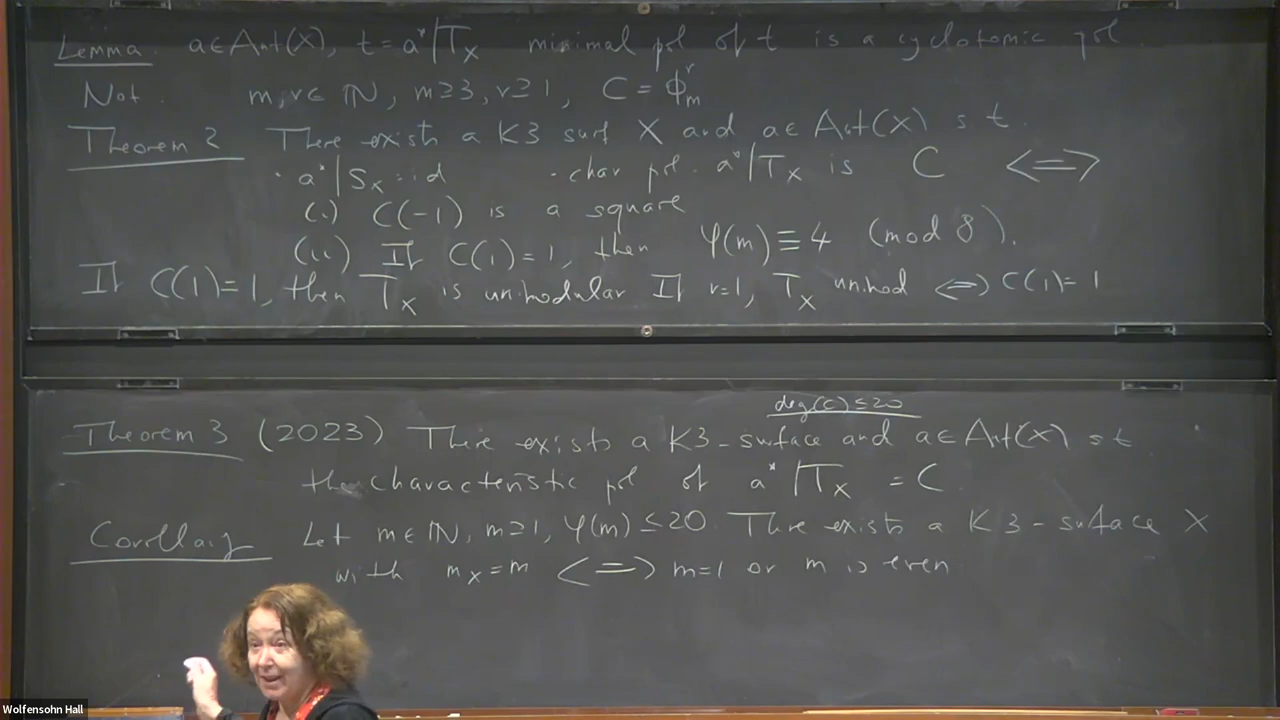 Lemma. a ∈ Aut(X), t = a*|T_X minimal pol of t is a cyclotomic pol
Not. m, r ∈ ℕ, m ≥ 3, r ≥ 1, C = Φ_m^r
Theorem 2 There exists a K3 surf X and a ∈ Aut(X) s t.
· a*|S_X = id · char pol. a*|T_X is C <=>
(i) C(-1) is a square
(ii) If C(1) = 1, then φ(m) ≡ 4 (mod 8).
If C(1) = 1, then T_X is unimodular If r=1, T_X unimod <=> C(1) = 1
deg(C) ≤ 20
Theorem 3 (2023) There exists a K3-surface and a ∈ Aut(X) s t
the characteristic pol of a*|T_X = C
Corollary Let m ∈ ℕ, m ≥ 1, φ(m) ≤ 20. There exists a K3-surface X
with m_X = m <=> m=1 or m is even
Wolfensohn Hall